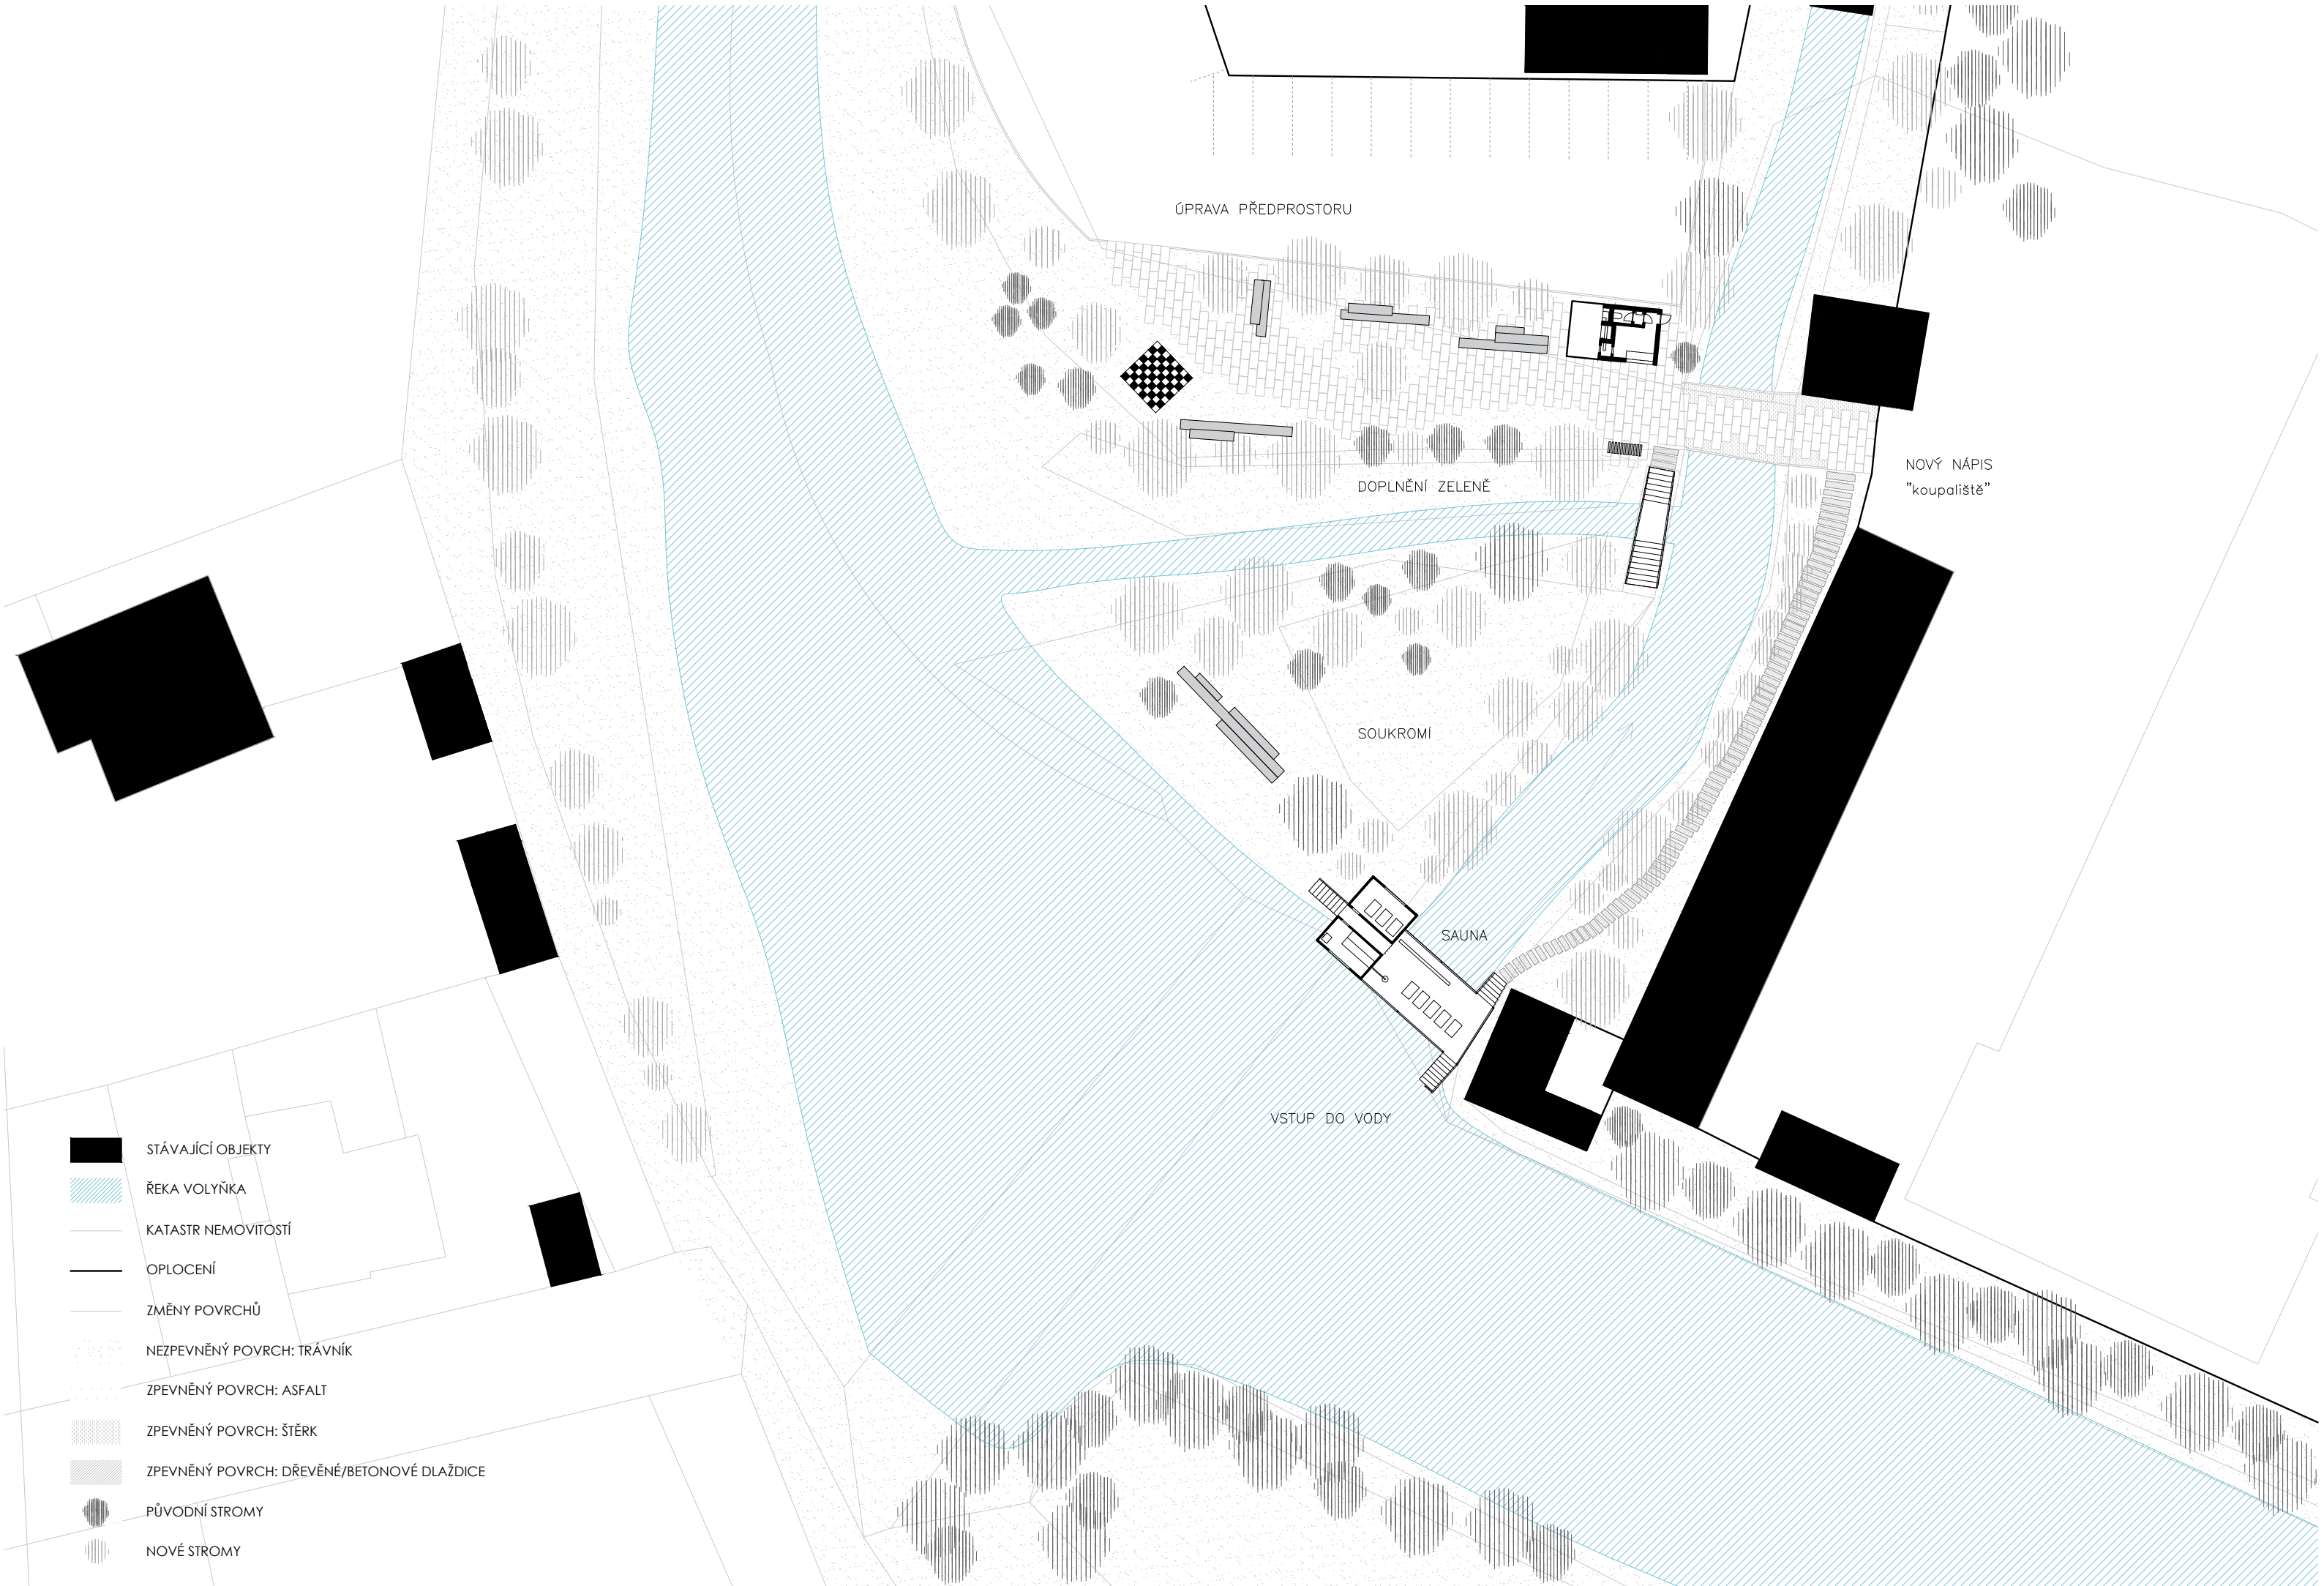 ÚPRAVA PŘEDPROSTORU
NOVÝ NÁPIS
"koupaliště"
DOPLNĚNÍ ZELENĚ
SOUKROMÍ
SAUNA
VSTUP DO VODY
STÁVAJÍCÍ OBJEKTY
ŘEKA VOLYŇKA
KATASTR NEMOVITOSTÍ
OPLOCENÍ
ZMĚNY POVRCHŮ
NEZPEVNĚNÝ POVRCH: TRÁVNÍK
ZPEVNĚNÝ POVRCH: ASFALT
ZPEVNĚNÝ POVRCH: ŠTĚRK
ZPEVNĚNÝ POVRCH: DŘEVĚNÉ/BETONOVÉ DLAŽDICE
PŮVODNÍ STROMY
NOVÉ STROMY